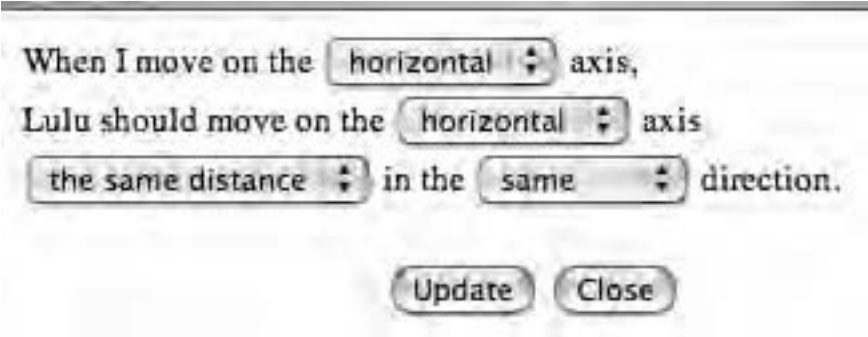 When I move on the horizontal axis,
Lulu should move on the horizontal axis
the same distance in the same direction.
Update Close